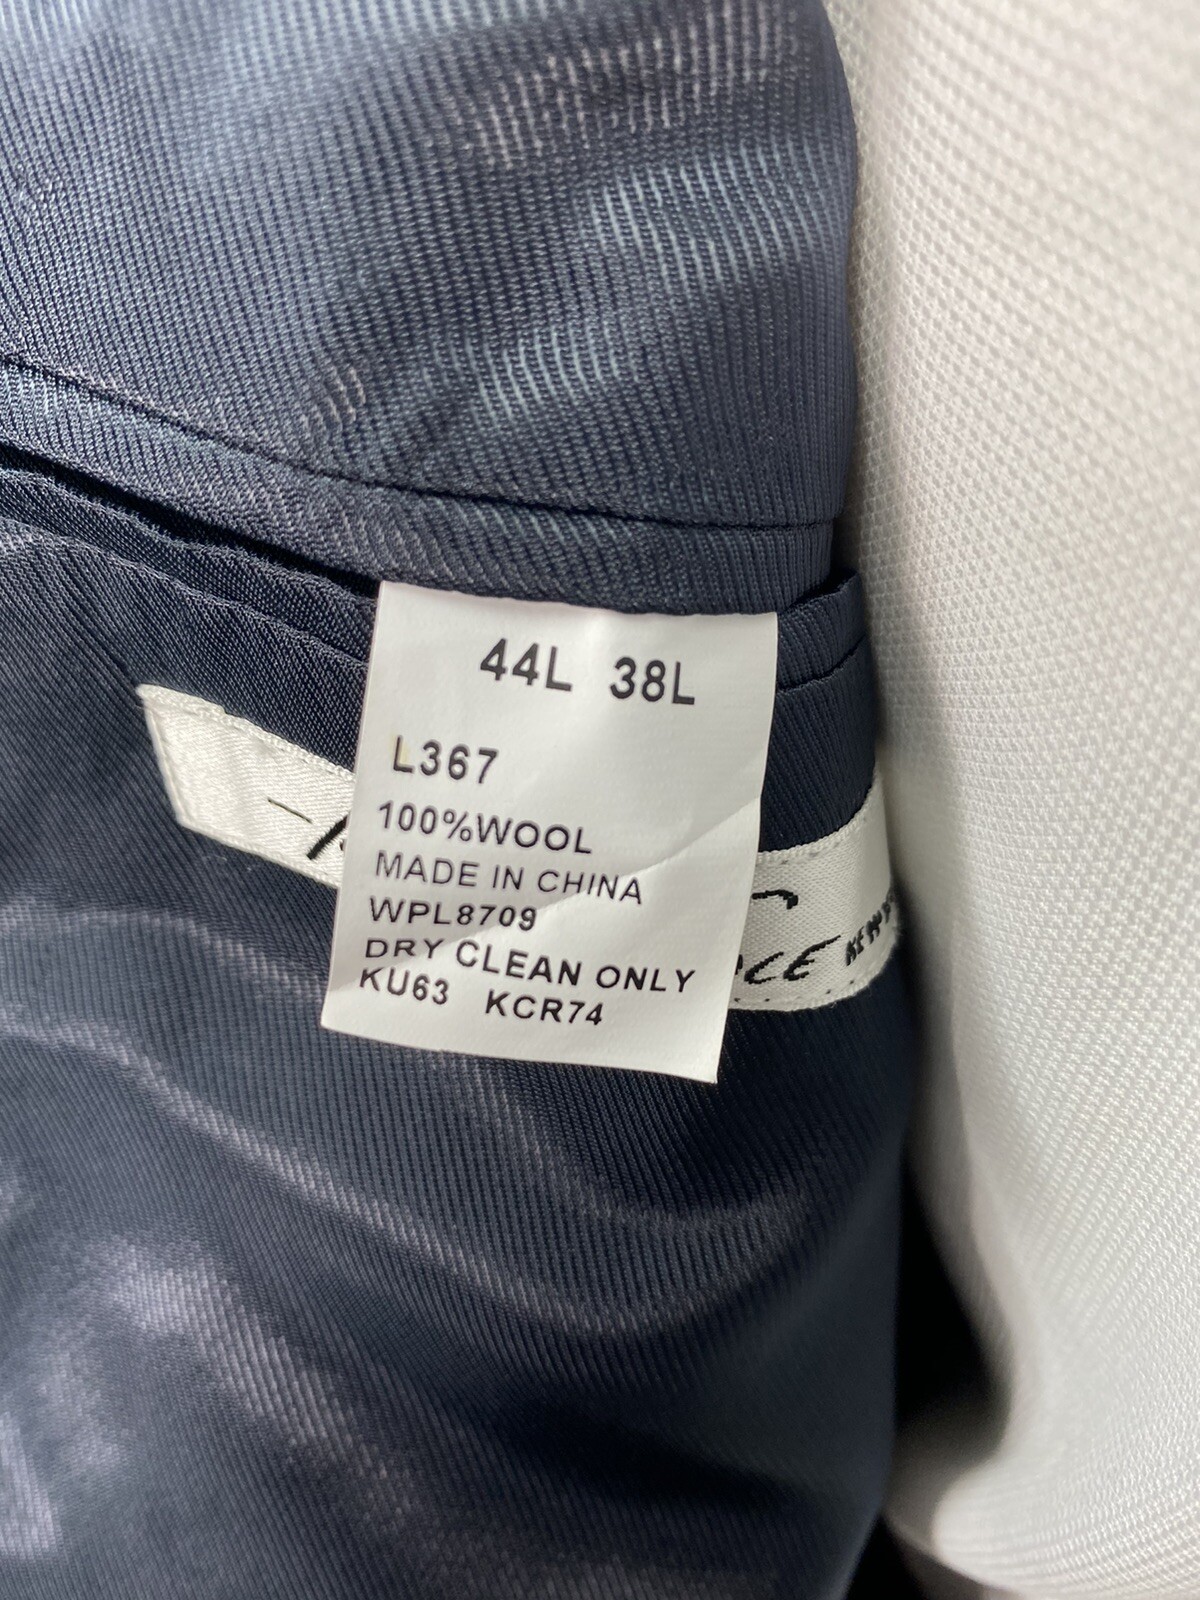 44L 38L
L367
100%WOOL
MADE IN CHINA
WPL8709
DRY CLEAN ONLY
KU63 KCR74